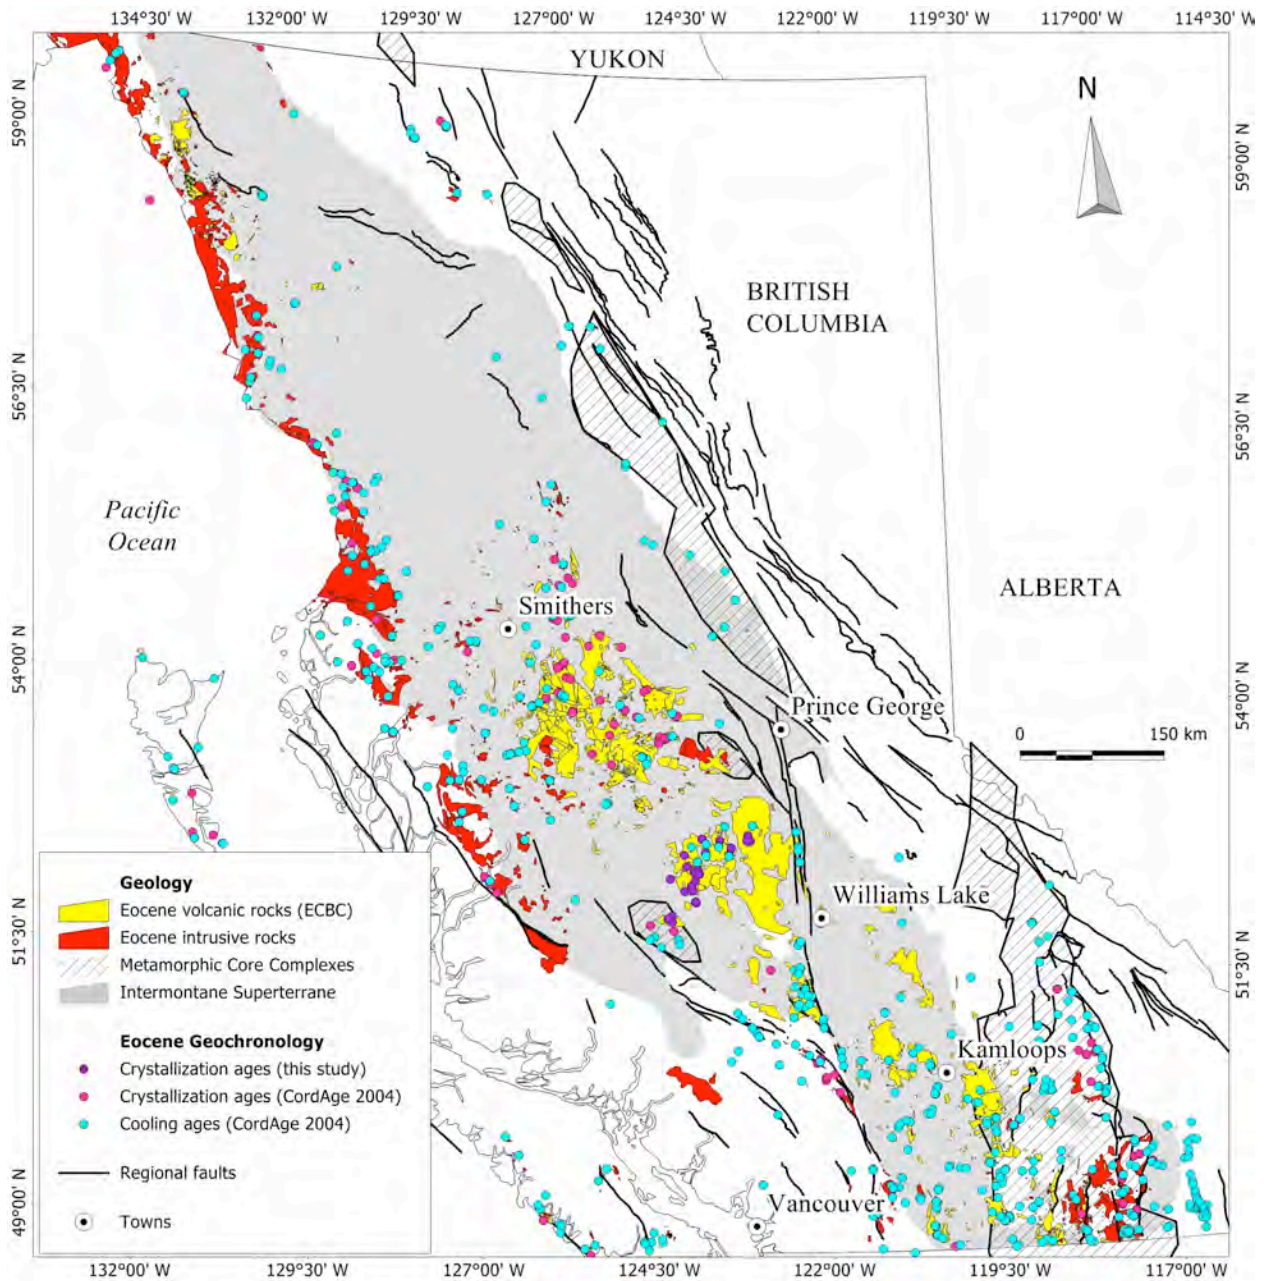 134°30' W 132°00' W 129°30' W 127°00' W 124°30' W 122°00' W 119°30' W 117°00' W 114°30' W
YUKON
N
59°00' N
59°00' N
BRITISH
COLUMBIA
56°30' N
56°30' N
Pacific
Ocean
ALBERTA
Smithers
54°00' N
54°00' N
Prince George
0 150 km
Geology
Eocene volcanic rocks (ECBC)
Eocene intrusive rocks
Metamorphic Core Complexes
Intermontane Superterrane
Eocene Geochronology
Crystallization ages (this study)
Crystallization ages (CordAge 2004)
Cooling ages (CordAge 2004)
Regional faults
Towns
Williams Lake
51°30' N
51°30' N
Kamloops
Vancouver
49°00' N
49°00' N
132°00' W 129°30' W 127°00' W 124°30' W 122°00' W 119°30' W 117°00' W